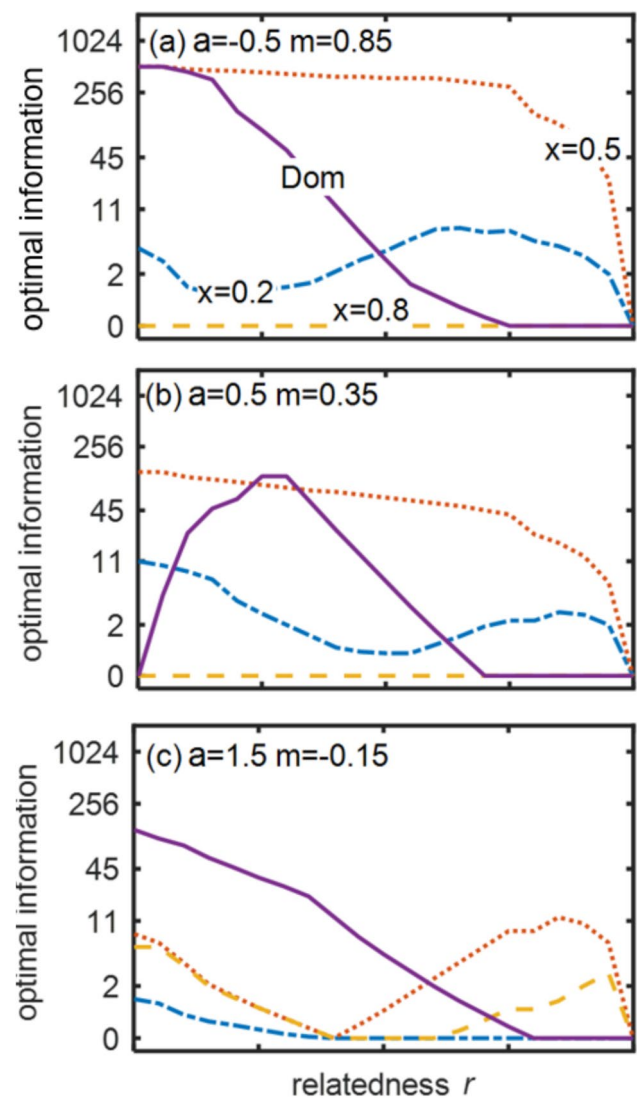 (a) a=-0.5 m=0.85
1024
256
45
11
2
0
optimal information
x=0.5
Dom
x=0.2
x=0.8
(b) a=0.5 m=0.35
1024
256
45
11
2
0
optimal information
(c) a=1.5 m=-0.15
1024
256
45
11
2
0
optimal information
relatedness r